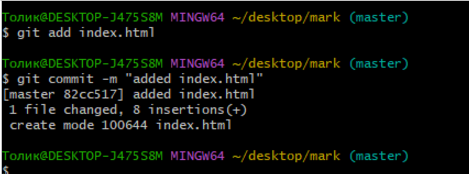 Толик@DESKTOP-J475S8M MINGW64 ~/desktop/mark (master)
$ git add index.html
Толик@DESKTOP-J475S8M MINGW64 ~/desktop/mark (master)
$ git commit -m "added index.html"
[master 82cc517] added index.html
 1 file changed, 8 insertions(+)
 create mode 100644 index.html
Толик@DESKTOP-J475S8M MINGW64 ~/desktop/mark (master)
$